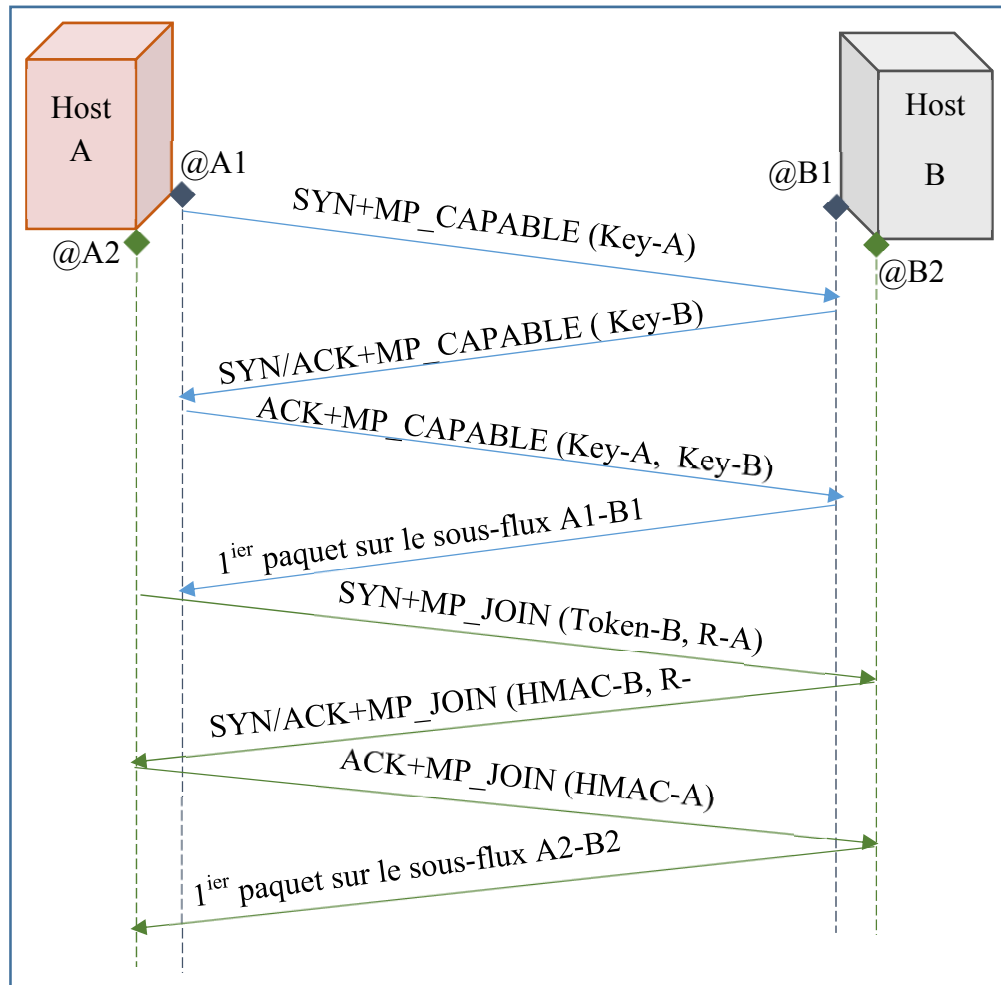 Host
A
Host
B
@A1
@B1
@A2
@B2
SYN+MP_CAPABLE (Key-A)
SYN/ACK+MP_CAPABLE ( Key-B)
ACK+MP_CAPABLE (Key-A, Key-B)
1ier paquet sur le sous-flux A1-B1
SYN+MP_JOIN (Token-B, R-A)
SYN/ACK+MP_JOIN (HMAC-B, R-
ACK+MP_JOIN (HMAC-A)
1ier paquet sur le sous-flux A2-B2